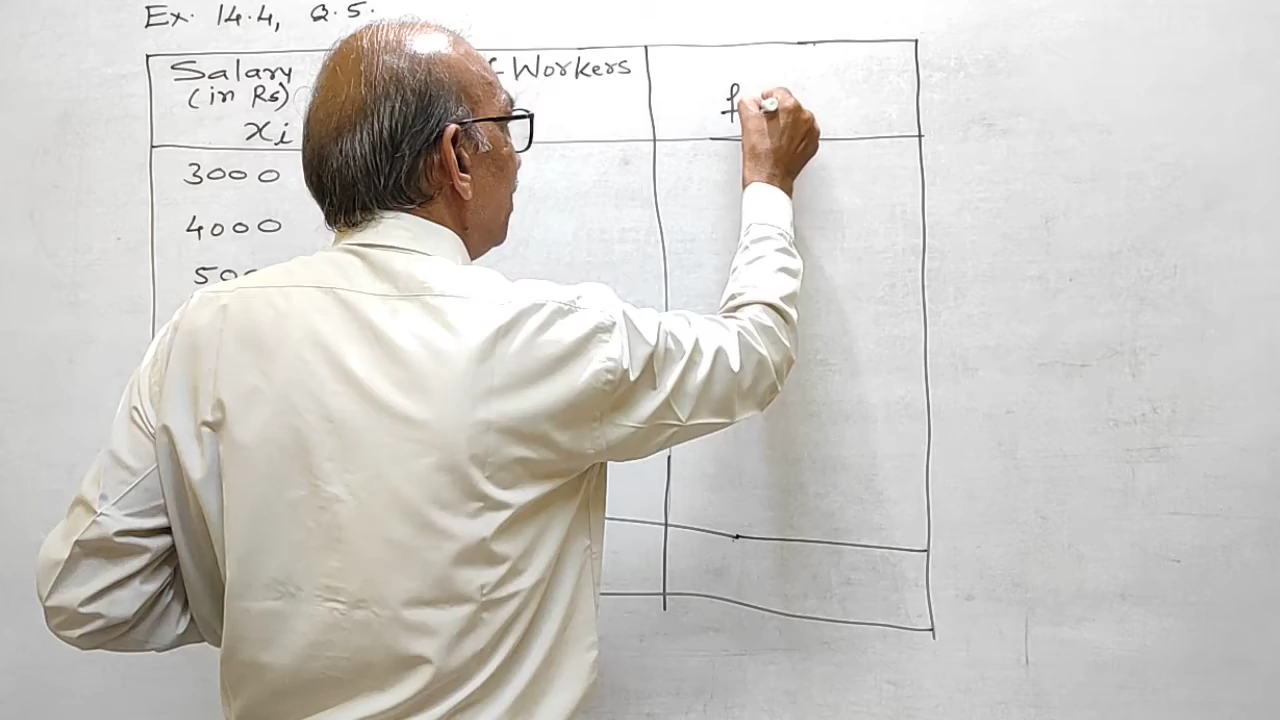 Ex. 14.4, Q.5.
Salary
(in Rs)
xi
Workers
f
3000
4000